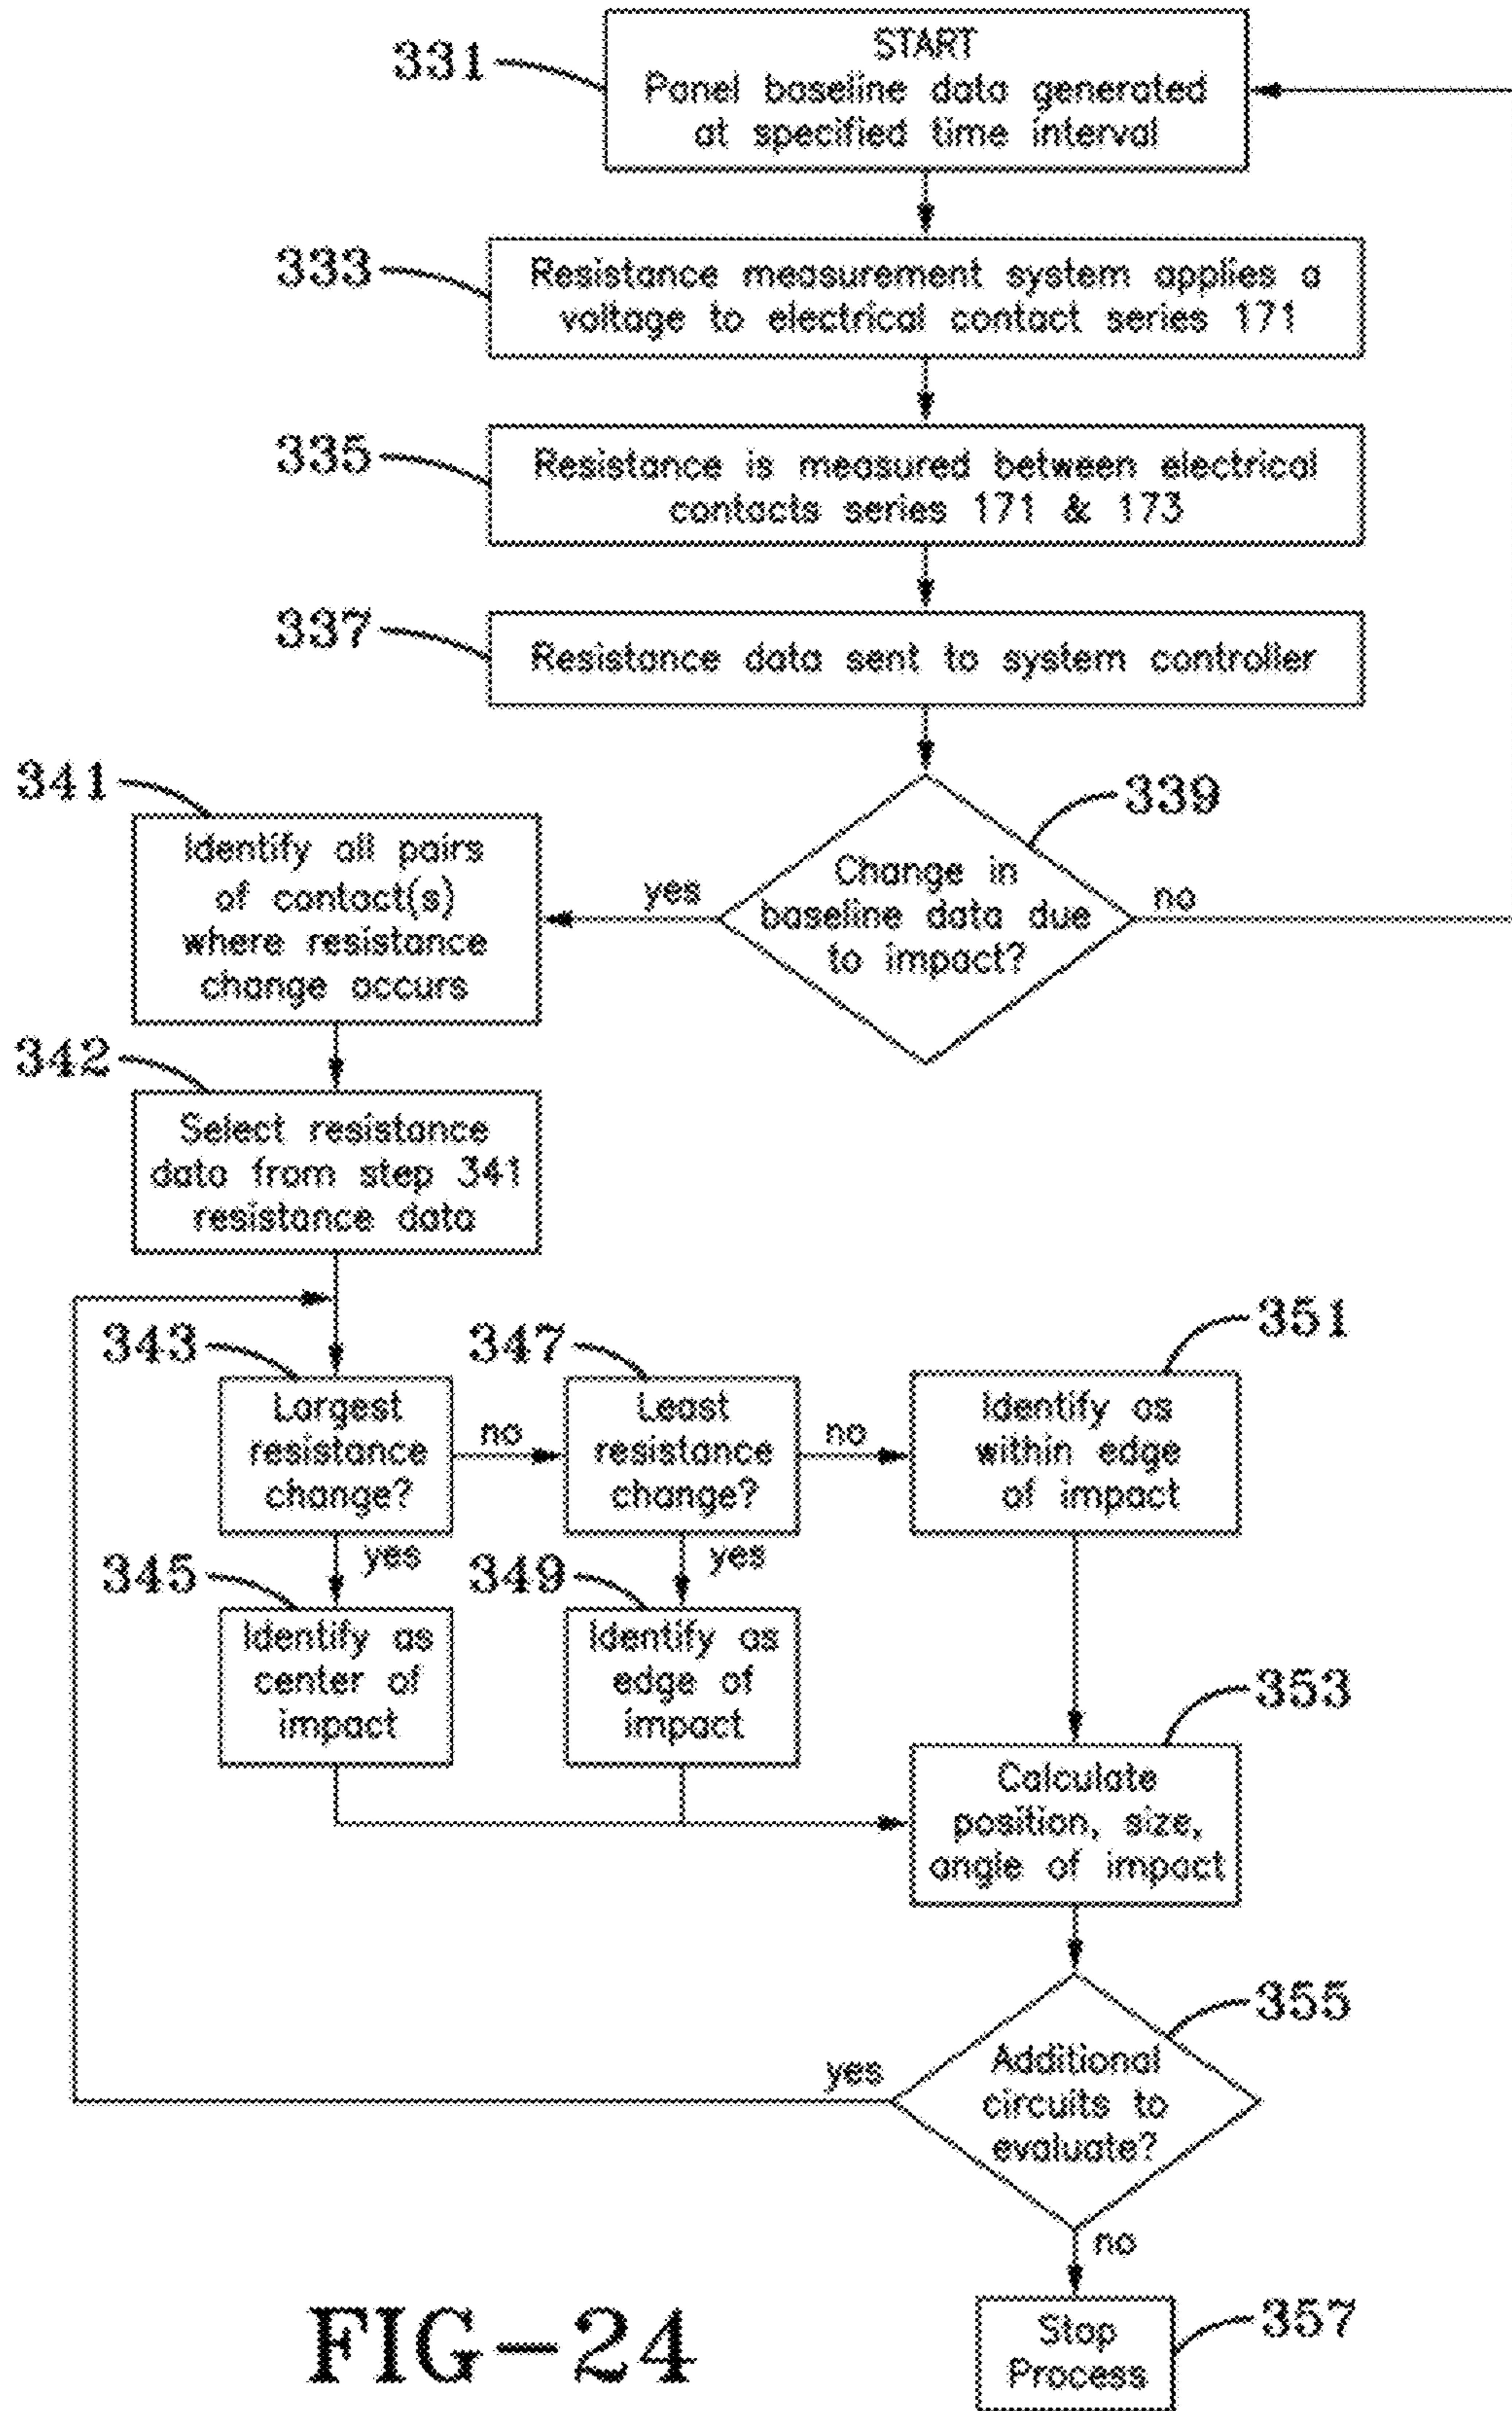 331
START
Panel baseline data generated
at specified time interval
333
Resistance measurement system applies a
voltage to electrical contact series 171
335
Resistance is measured between electrical
contacts series 171 & 173
337
Resistance data sent to system controller
339
Change in
baseline data due
to impact?
yes
no
341
Identify all pairs
of contact(s)
where resistance
change occurs
342
Select resistance
data from step 341
resistance data
343
Largest
resistance
change?
no
yes
345
Identify as
center of
impact
347
Least
resistance
change?
no
yes
349
Identify as
edge of
impact
351
Identify as
within edge
of impact
353
Calculate
position, size,
angle of impact
355
Additional
circuits to
evaluate?
yes
no
357
Stop
Process
FIG-24